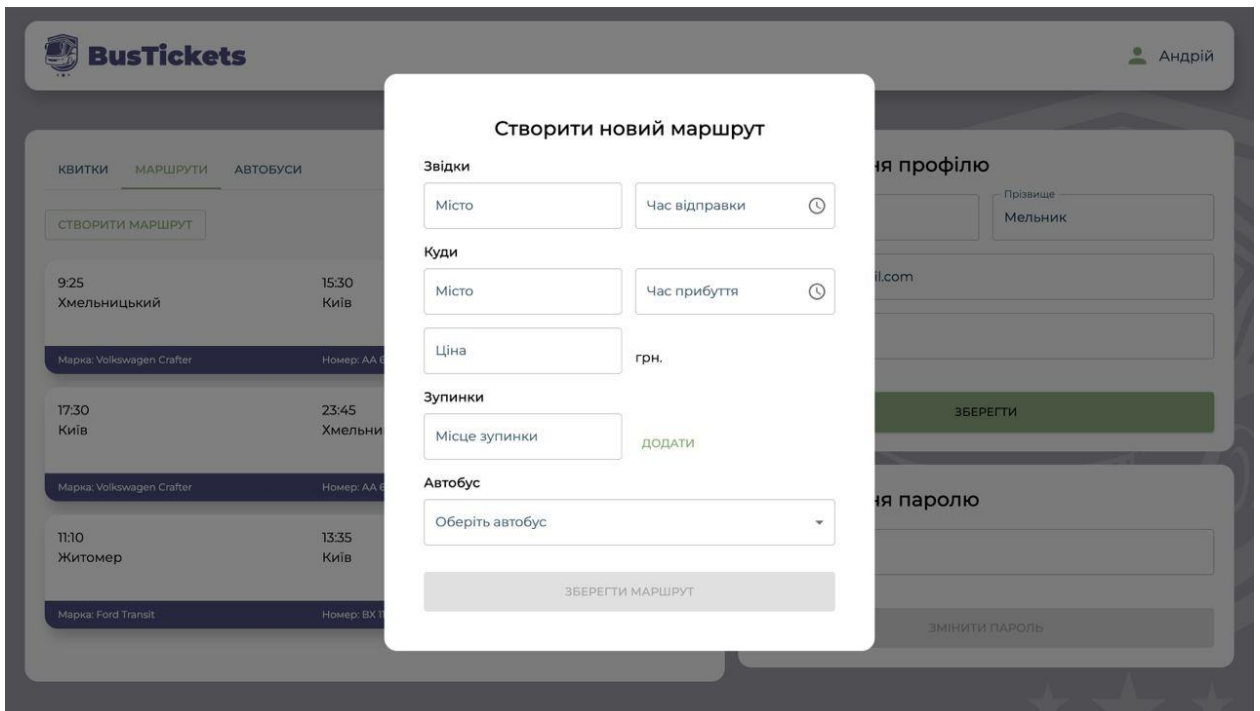 BusTickets
Андрій
КВИТКИ МАРШРУТИ АВТОБУСИ
СТВОРИТИ МАРШРУТ
9:25 15:30
Хмельницький Київ
Марка: Volkswagen Crafter Номер: AA
17:30 23:45
Київ Хмельни
Марка: Volkswagen Crafter Номер: AA
11:10 13:35
Житомер Київ
Марка: Ford Transit Номер: BX
Створити новий маршрут
Звідки
Місто Час відправки
Куди
Місто Час прибуття
Ціна грн.
Зупинки
Місце зупинки ДОДАТИ
Автобус
Оберіть автобус
ЗБЕРЕГТИ МАРШРУТ
ня профілю
Прізвище
Мельник
il.com
ЗБЕРЕГТИ
ня паролю
ЗМІНИТИ ПАРОЛЬ